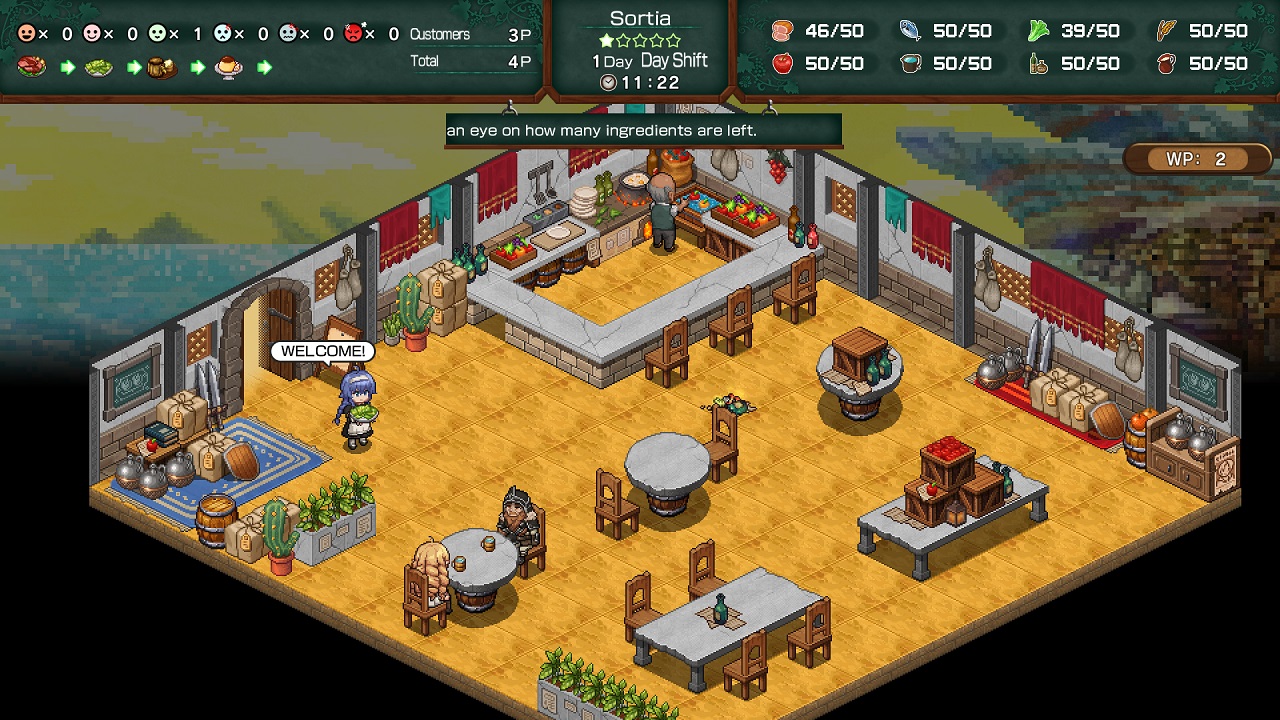 × 0 × 0 × 1 × 0 × 0 × 0 Customers 3P
Total 4P
Sortia
1 Day Day Shift
11:22
46/50 50/50 39/50 50/50
50/50 50/50 50/50 50/50
an eye on how many ingredients are left.
WP: 2
WELCOME!